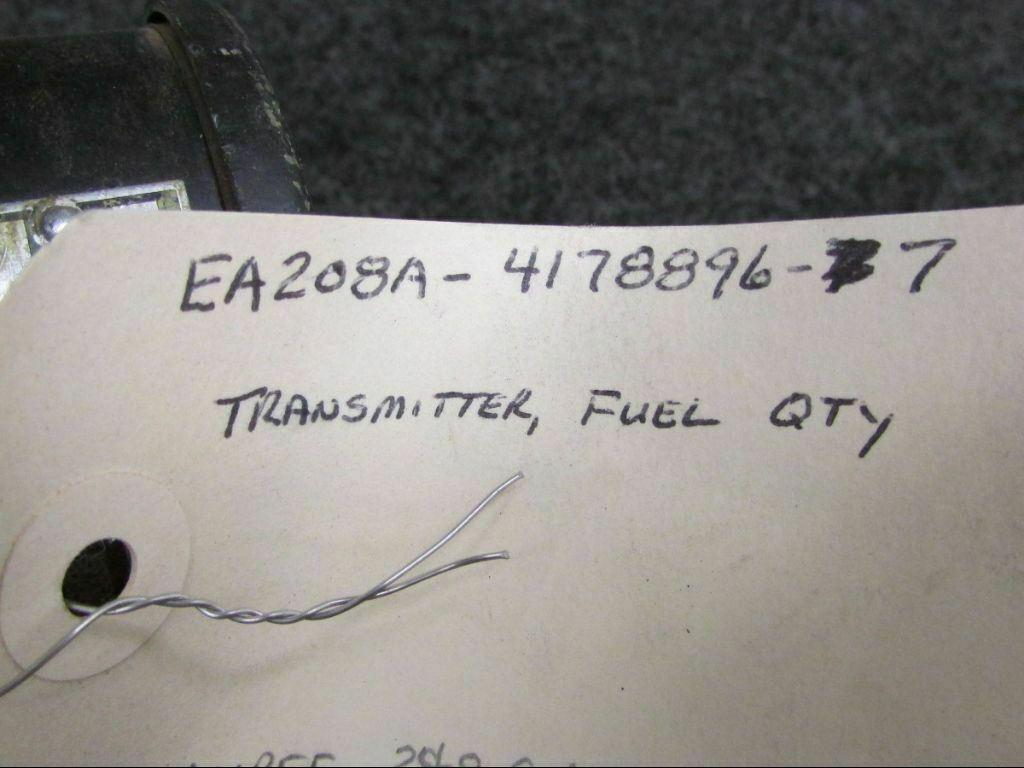 EA208A- 4178896-7
TRANSMITTER, FUEL QTY